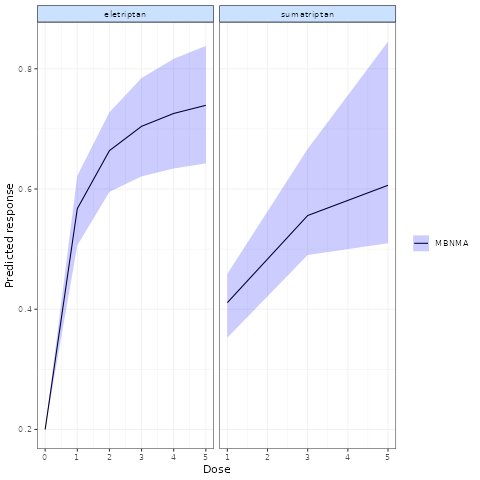 eletriptan sumatriptan
0.8
0.6
0.4
0.2
Predicted response
0 1 2 3 4 5 1 2 3 4 5
Dose
MBNMA